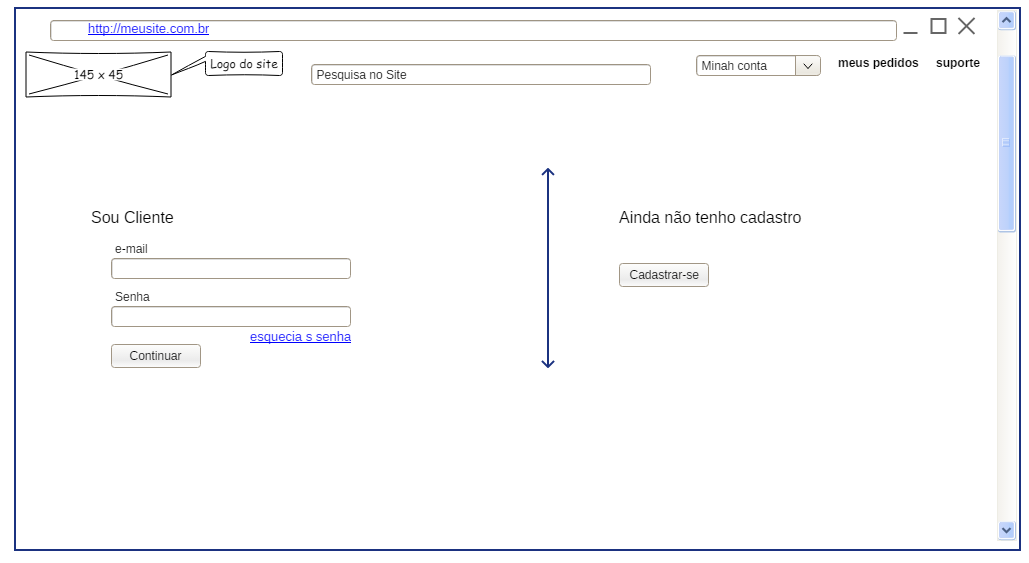 http://meusite.com.br
145 x 45
Logo do site
Pesquisa no Site
Minah conta
meus pedidos
suporte
Sou Cliente
e-mail
Senha
esquecia s senha
Continuar
Ainda não tenho cadastro
Cadastrar-se